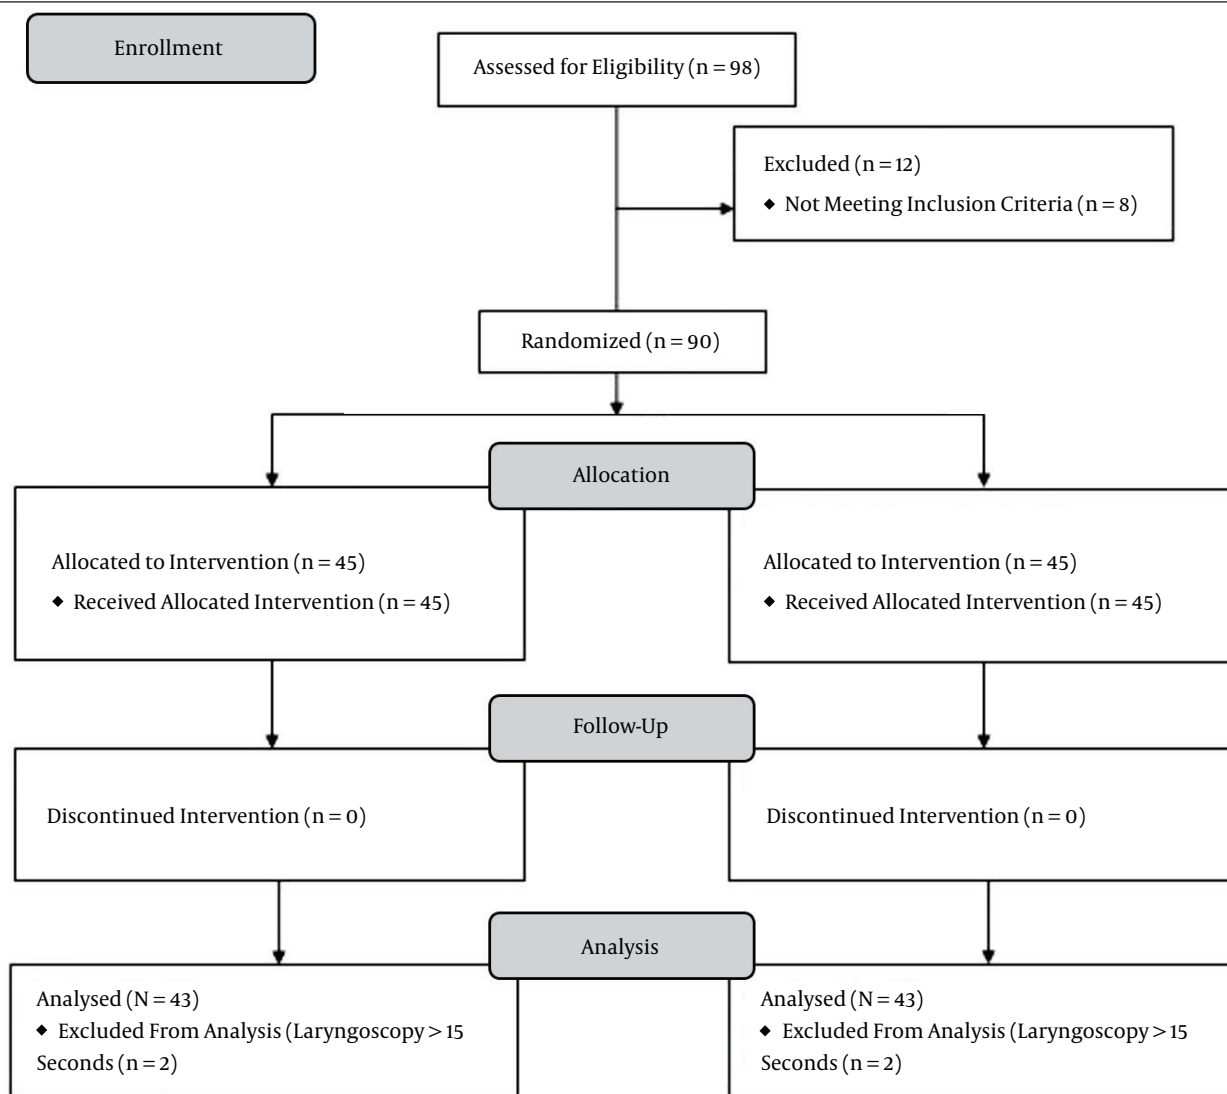 Enrollment
Assessed for Eligibility (n = 98)
Excluded (n = 12)
◆ Not Meeting Inclusion Criteria (n = 8)
Randomized (n = 90)
Allocation
Allocated to Intervention (n = 45)
◆ Received Allocated Intervention (n = 45)
Allocated to Intervention (n = 45)
◆ Received Allocated Intervention (n = 45)
Follow-Up
Discontinued Intervention (n = 0)
Discontinued Intervention (n = 0)
Analysis
Analysed (N = 43)
◆ Excluded From Analysis (Laryngoscopy > 15
Seconds (n = 2)
Analysed (N = 43)
◆ Excluded From Analysis (Laryngoscopy > 15
Seconds (n = 2)